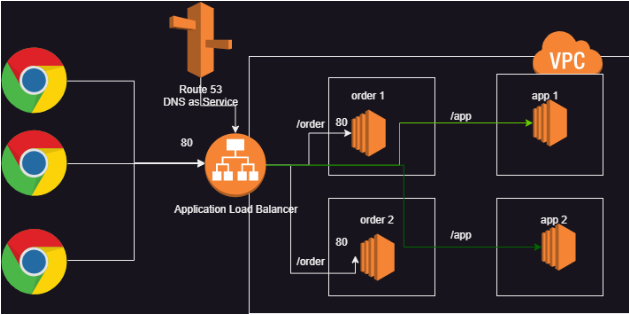 Route 53
DNS as Service
80
Application Load Balancer
VPC
order 1
80
/order
/app
app 1
order 2
80
/order
/app
app 2